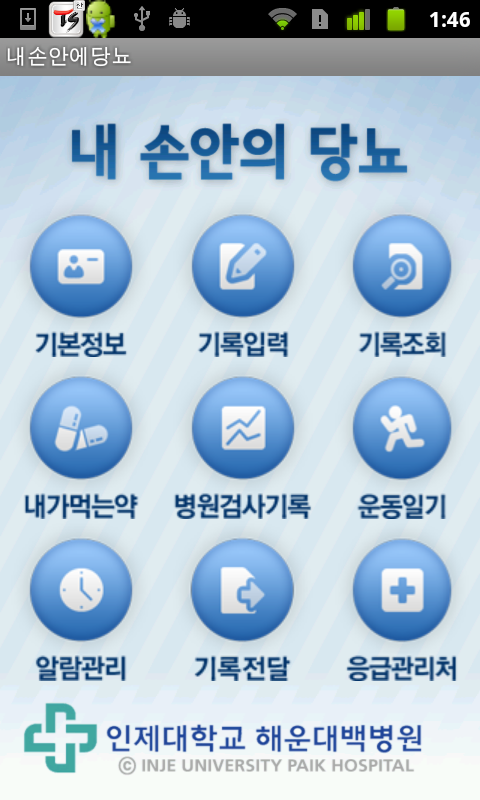 TS
1:46
내손안에당뇨
내 손안의 당뇨
기본정보 기록입력 기록조회
내가먹는약 병원검사기록 운동일기
알람관리 기록전달 응급관리처
인제대학교 해운대백병원
© INJE UNIVERSITY PAIK HOSPITAL